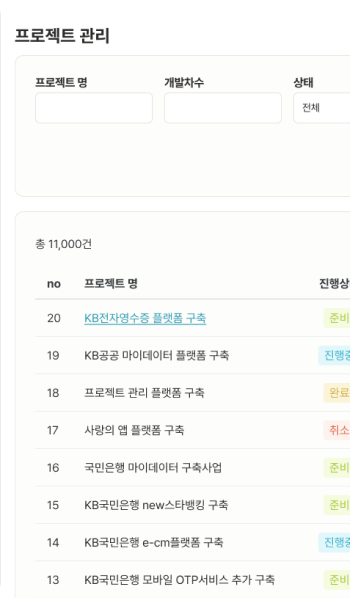 프로젝트 관리
프로젝트 명 개발차수 상태
전체
총 11,000건
no 프로젝트 명 진행상
20 KB전자영수증 플랫폼 구축 준비
19 KB공공 마이데이터 플랫폼 구축 진행중
18 프로젝트 관리 플랫폼 구축 완료
17 사랑의 앱 플랫폼 구축 취소
16 국민은행 마이데이터 구축사업 준비
15 KB국민은행 new스타뱅킹 구축 준비
14 KB국민은행 e-cm플랫폼 구축 진행중
13 KB국민은행 모바일 OTP서비스 추가 구축 준비